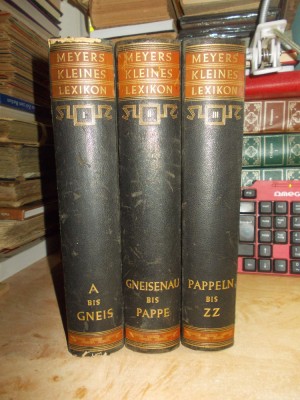 MEYERS
KLEINES
LEXIKON
I
A
BIS
GNEIS
MEYERS
KLEINES
LEXIKON
II
GNEISENAU
BIS
PAPPE
MEYERS
KLEINES
LEXIKON
III
PAPPELN
BIS
ZZ